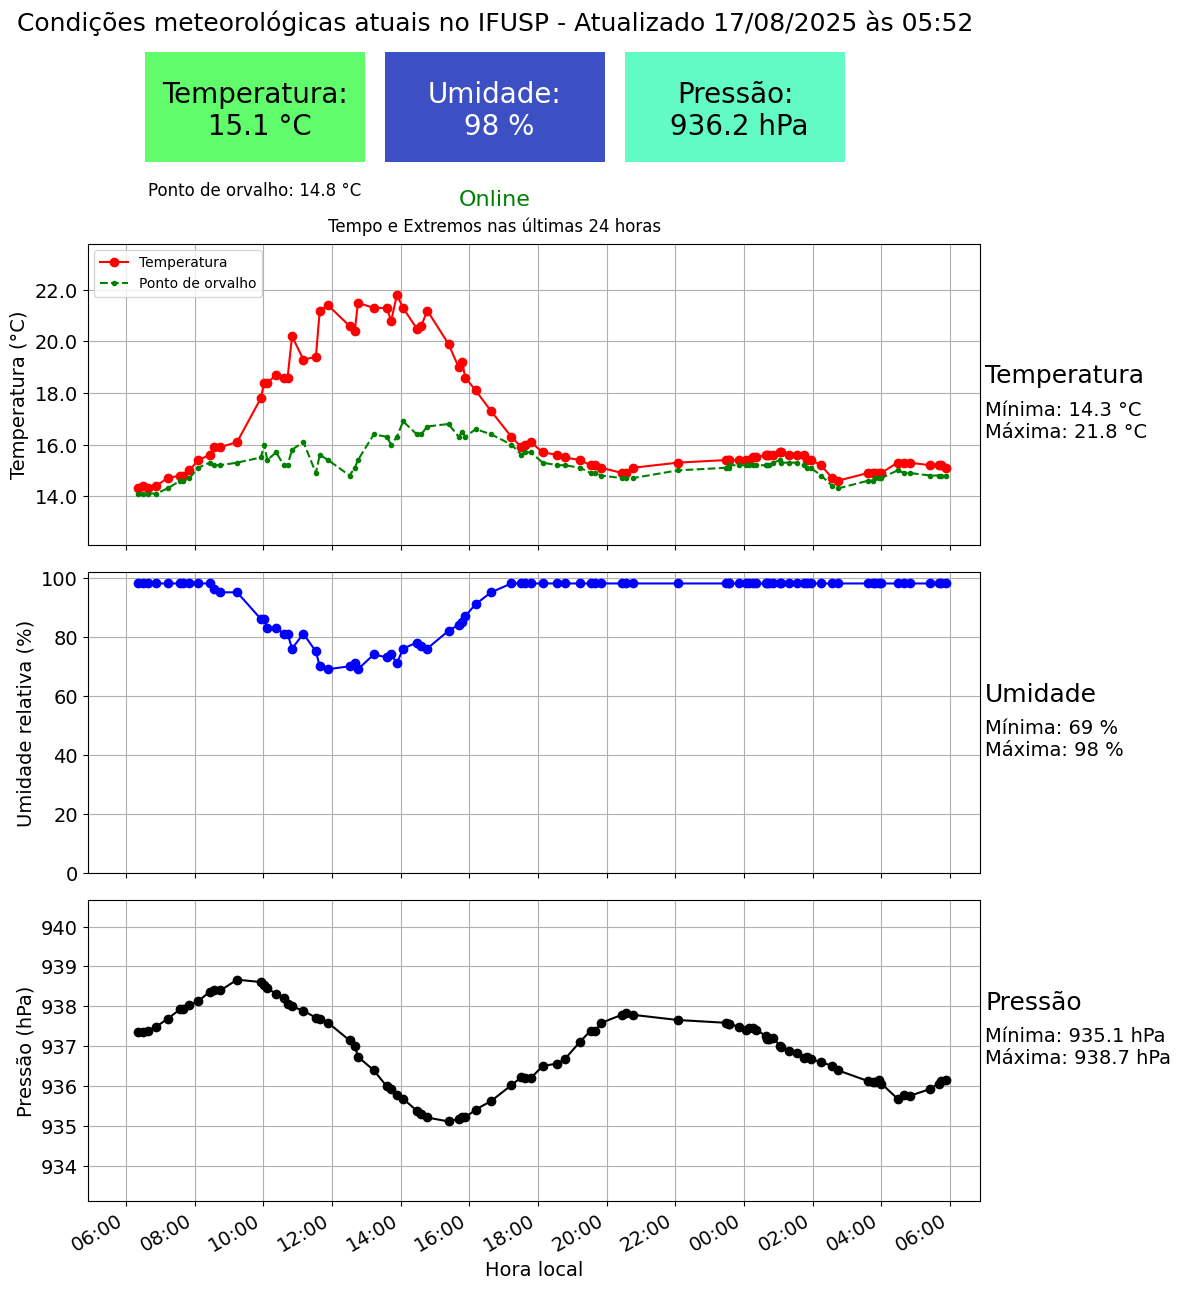 Condições meteorológicas atuais no IFUSP - Atualizado 17/08/2025 às 05:52
Temperatura:
15.1 °C
Umidade:
98 %
Pressão:
936.2 hPa
Ponto de orvalho: 14.8 °C
Online
Tempo e Extremos nas últimas 24 horas
Temperatura (°C)
22.0
20.0
18.0
16.0
14.0
Temperatura
Ponto de orvalho
Temperatura
Mínima: 14.3 °C
Máxima: 21.8 °C
Umidade relativa (%)
100
80
60
40
20
0
Umidade
Mínima: 69 %
Máxima: 98 %
Pressão (hPa)
940
939
938
937
936
935
934
Pressão
Mínima: 935.1 hPa
Máxima: 938.7 hPa
06:00 08:00 10:00 12:00 14:00 16:00 18:00 20:00 22:00 00:00 02:00 04:00 06:00
Hora local